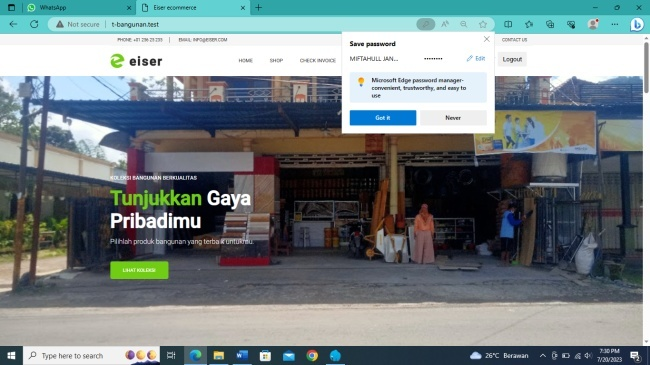 WhatsApp
Eiser ecommerce
Not secure
t-bangunan.test
PHONE: +01 256 25 235
EMAIL: INFO@EISER.COM
CONTACT US
eiser
HOME
SHOP
CHECK INVOICE
Logout
Save password
MIFTAHULL JAN...
••••••••
Edit
Microsoft Edge password manager-
convenient, trustworthy, and easy to
use
Got it
Never
KOLEKSI BANGUNAN BERKUALITAS
Tunjukkan Gaya
Pribadimu
Pilihlah produk bangunan yang terbaik untukmu.
LIHAT KOLEKSI
Type here to search
26°C Berawan
7:30 PM
7/20/2023